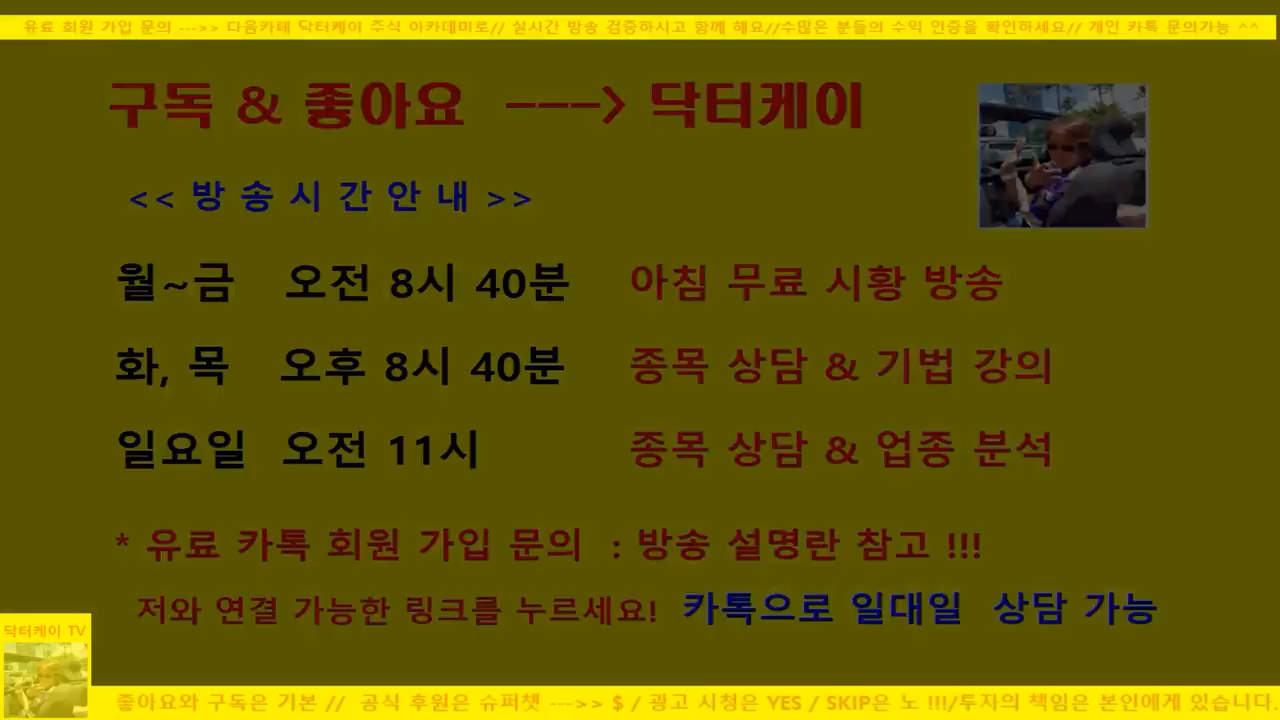 유료 회원 가입 문의 --->> 다음카페 닥터케이 주식 아카데미로// 실시간 방송 검증하시고 함께 해요//수많은 분들의 수익 인증을 확인하세요// 개인 카톡 문의가능 ^^
구독 & 좋아요 ---> 닥터케이
<< 방 송 시 간 안 내 >>
월~금 오전 8시 40분 아침 무료 시황 방송
화, 목 오후 8시 40분 종목 상담 & 기법 강의
일요일 오전 11시 종목 상담 & 업종 분석
* 유료 카톡 회원 가입 문의 : 방송 설명란 참고 !!!
저와 연결 가능한 링크를 누르세요! 카톡으로 일대일 상담 가능
닥터케이 TV
좋아요와 구독은 기본 // 공식 후원은 슈퍼챗 --->> $ / 광고 시청은 YES / SKIP은 노 !!!/투자의 책임은 본인에게 있습니다.